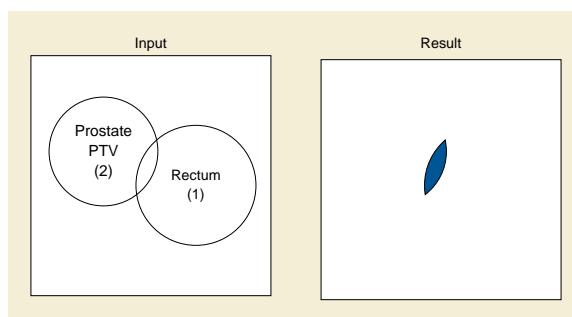 Input
Result
Prostate
PTV
(2)
Rectum
(1)